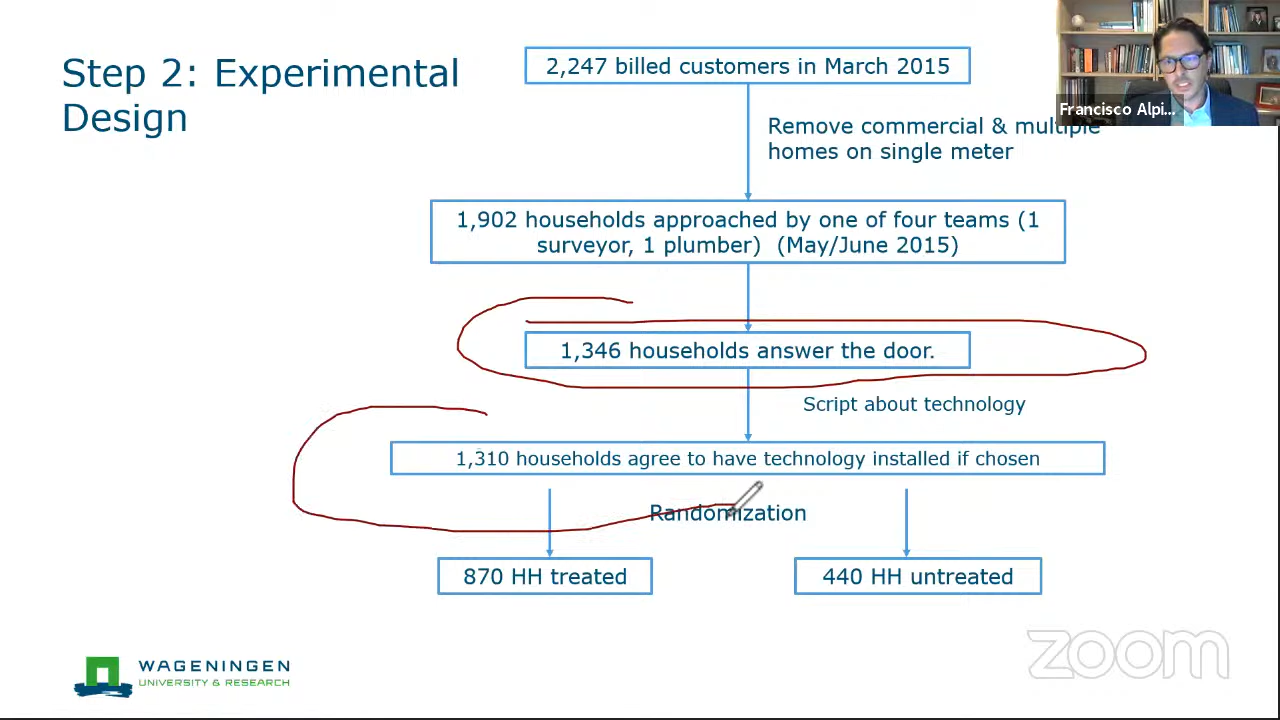 Step 2: Experimental
Design
2,247 billed customers in March 2015
Francisco Alpi...
Remove commercial & multiple
homes on single meter
1,902 households approached by one of four teams (1
surveyor, 1 plumber) (May/June 2015)
1,346 households answer the door.
Script about technology
1,310 households agree to have technology installed if chosen
Randomization
870 HH treated
440 HH untreated
WAGENINGEN
UNIVERSITY & RESEARCH
zoom